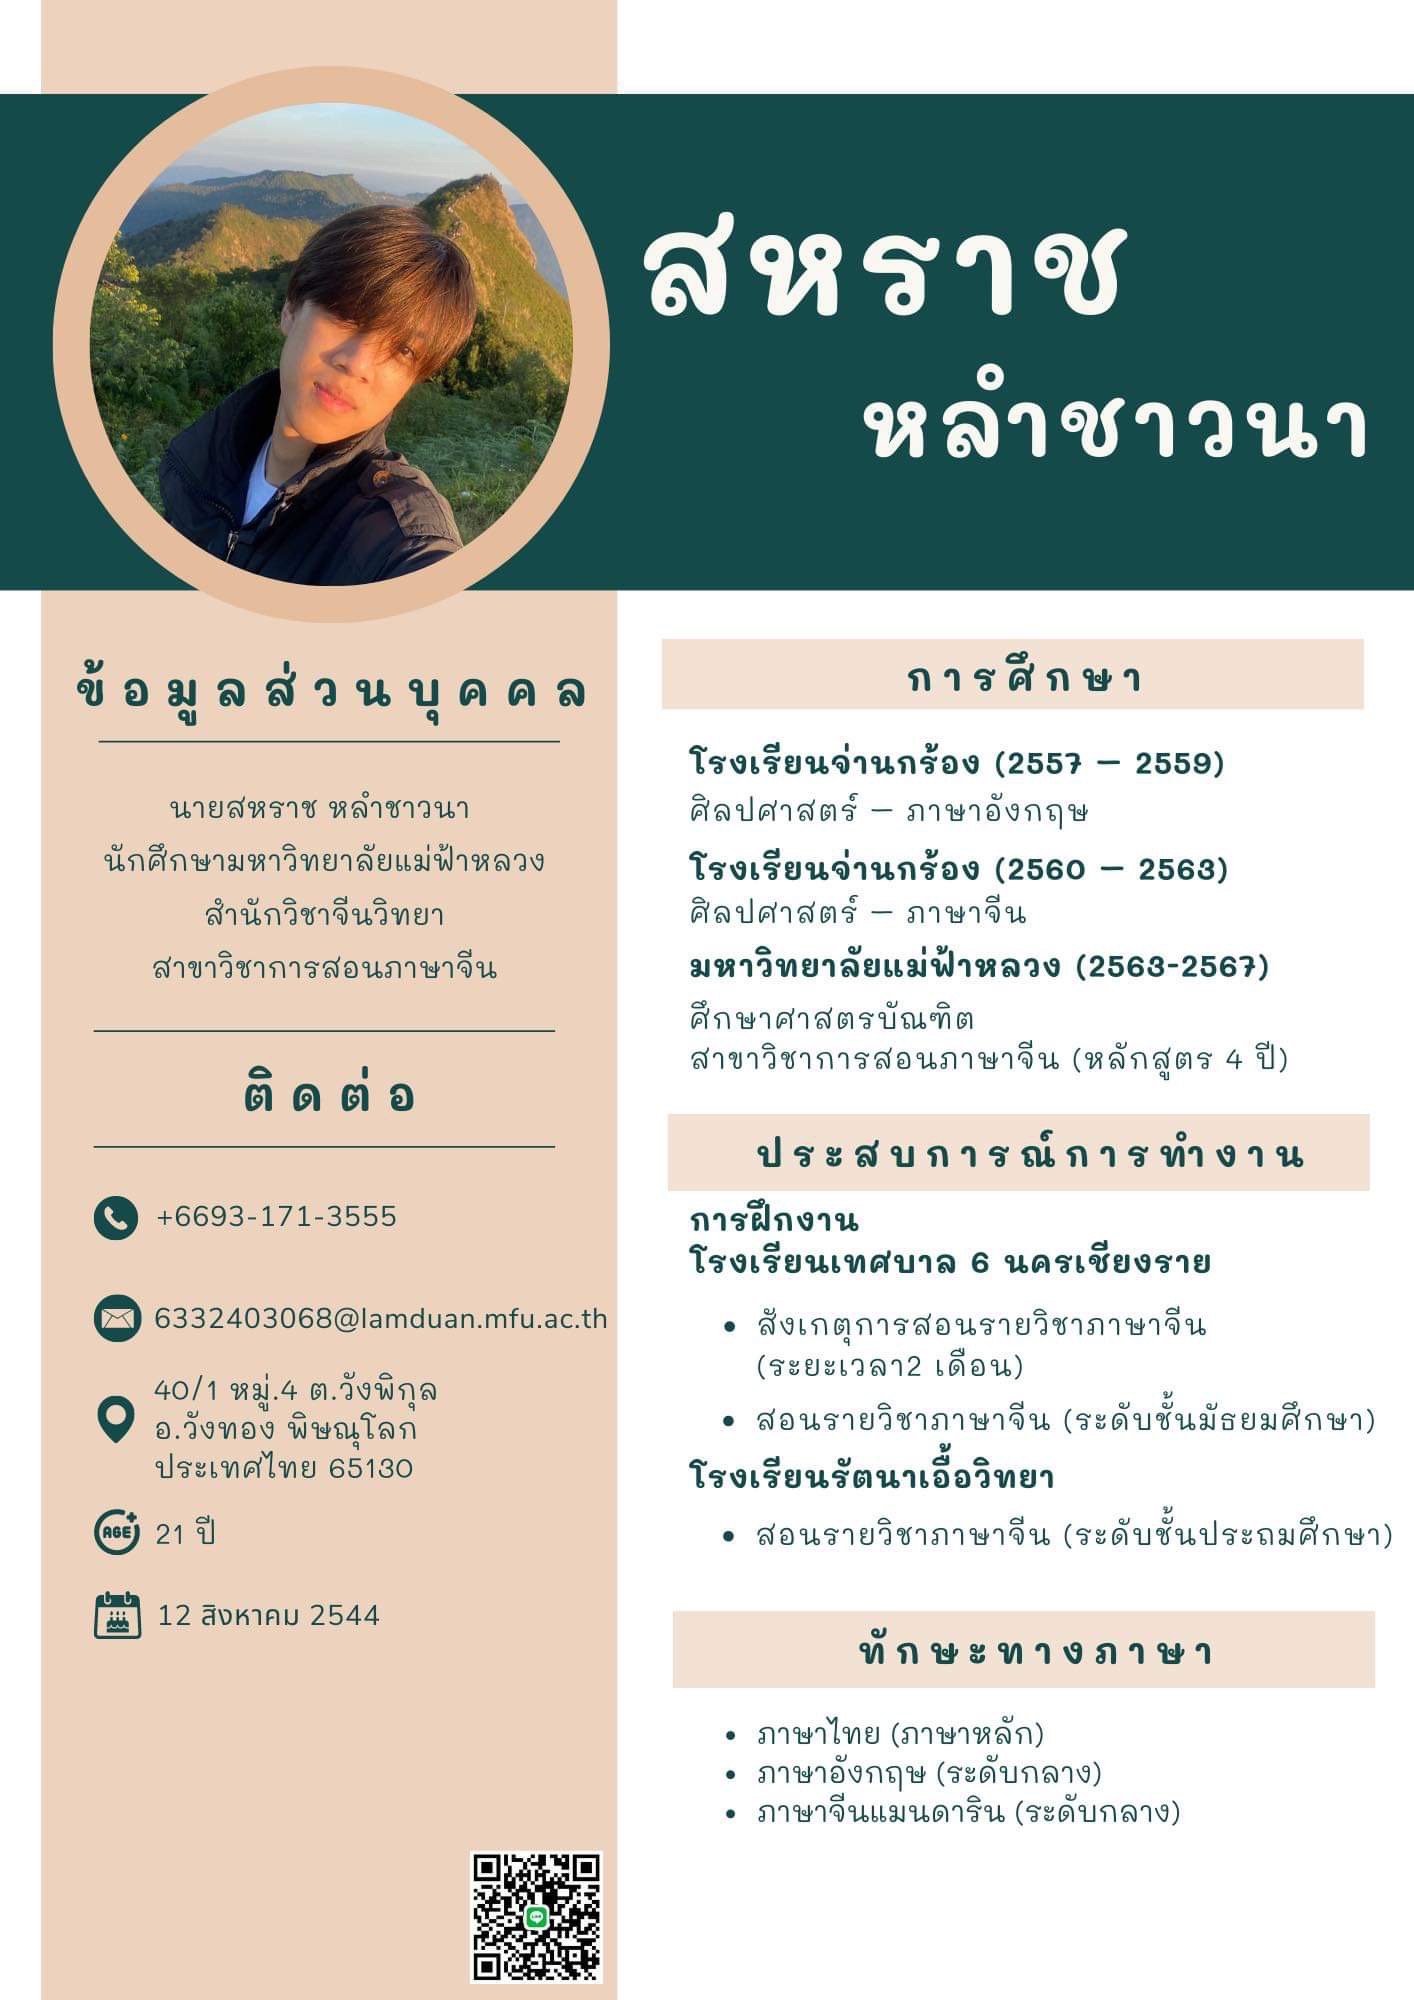 สหราช
หลำชาวนา
ข้อมูลส่วนบุคคล
นายสหราช หลำชาวนา
นักศึกษามหาวิทยาลัยแม่ฟ้าหลวง
สำนักวิชาจีนวิทยา
สาขาวิชาการสอนภาษาจีน
ติดต่อ
+6693-171-3555
6332403068@lamduan.mfu.ac.th
40/1 หมู่.4 ต.วังพิกุล
อ.วังทอง พิษณุโลก
ประเทศไทย 65130
AGE
21 ปี
12 สิงหาคม 2544
การศึกษา
โรงเรียนจ่านกร้อง (2557 – 2559)
ศิลปศาสตร์ – ภาษาอังกฤษ
โรงเรียนจ่านกร้อง (2560 – 2563)
ศิลปศาสตร์ – ภาษาจีน
มหาวิทยาลัยแม่ฟ้าหลวง (2563-2567)
ศึกษาศาสตรบัณฑิต
สาขาวิชาการสอนภาษาจีน (หลักสูตร 4 ปี)
ประสบการณ์การทำงาน
การฝึกงาน
โรงเรียนเทศบาล 6 นครเชียงราย
• สังเกตุการสอนรายวิชาภาษาจีน
(ระยะเวลา2 เดือน)
• สอนรายวิชาภาษาจีน (ระดับชั้นมัธยมศึกษา)
โรงเรียนรัตนาเอื้อวิทยา
• สอนรายวิชาภาษาจีน (ระดับชั้นประถมศึกษา)
ทักษะทางภาษา
• ภาษาไทย (ภาษาหลัก)
• ภาษาอังกฤษ (ระดับกลาง)
• ภาษาจีนแมนดาริน (ระดับกลาง)